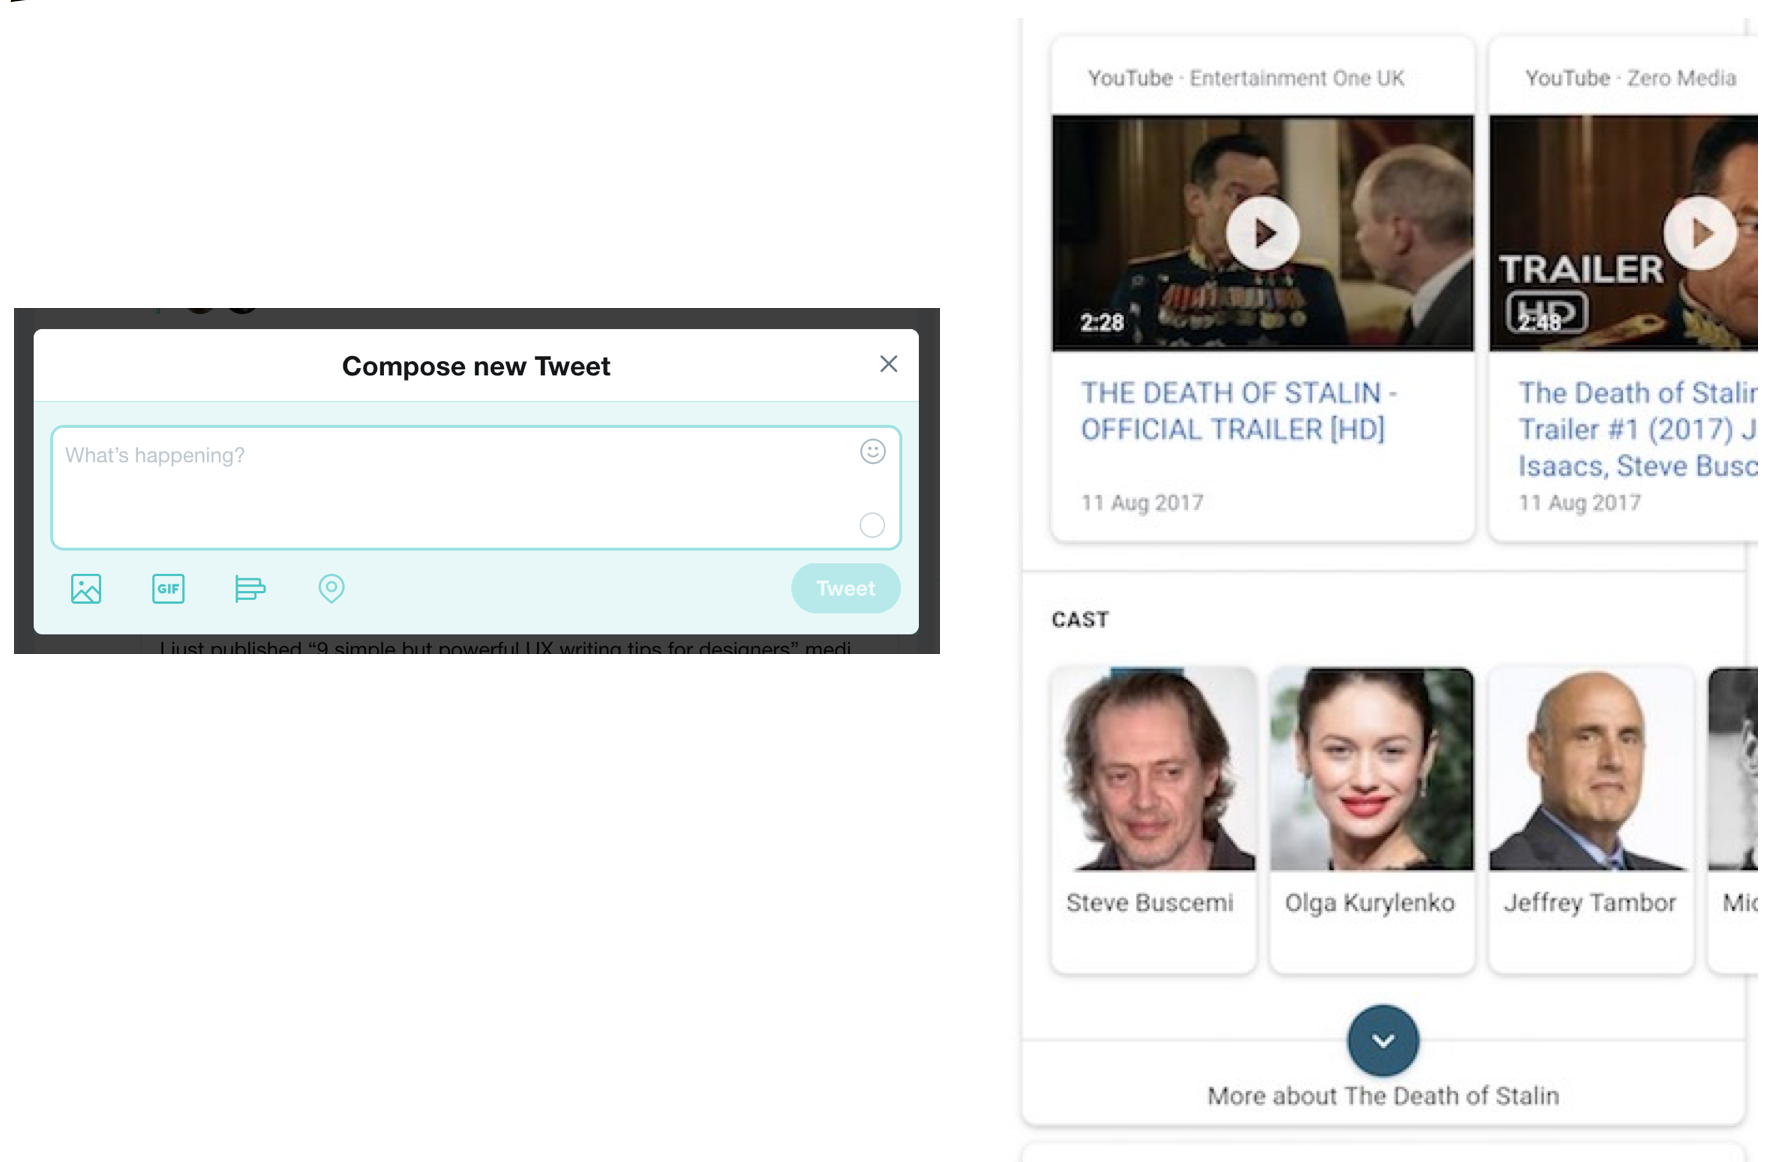 Compose new Tweet
What's happening?
GIF
Tweet
I just published “9 simple but powerful UX writing tips for designers” medi
YouTube · Entertainment One UK
2:28
THE DEATH OF STALIN -
OFFICIAL TRAILER [HD]
11 Aug 2017
YouTube · Zero Media
TRAILER
HD
2:48
The Death of Stalin
Trailer #1 (2017) J
Isaacs, Steve Busc
11 Aug 2017
CAST
Steve Buscemi
Olga Kurylenko
Jeffrey Tambor
Mic
More about The Death of Stalin